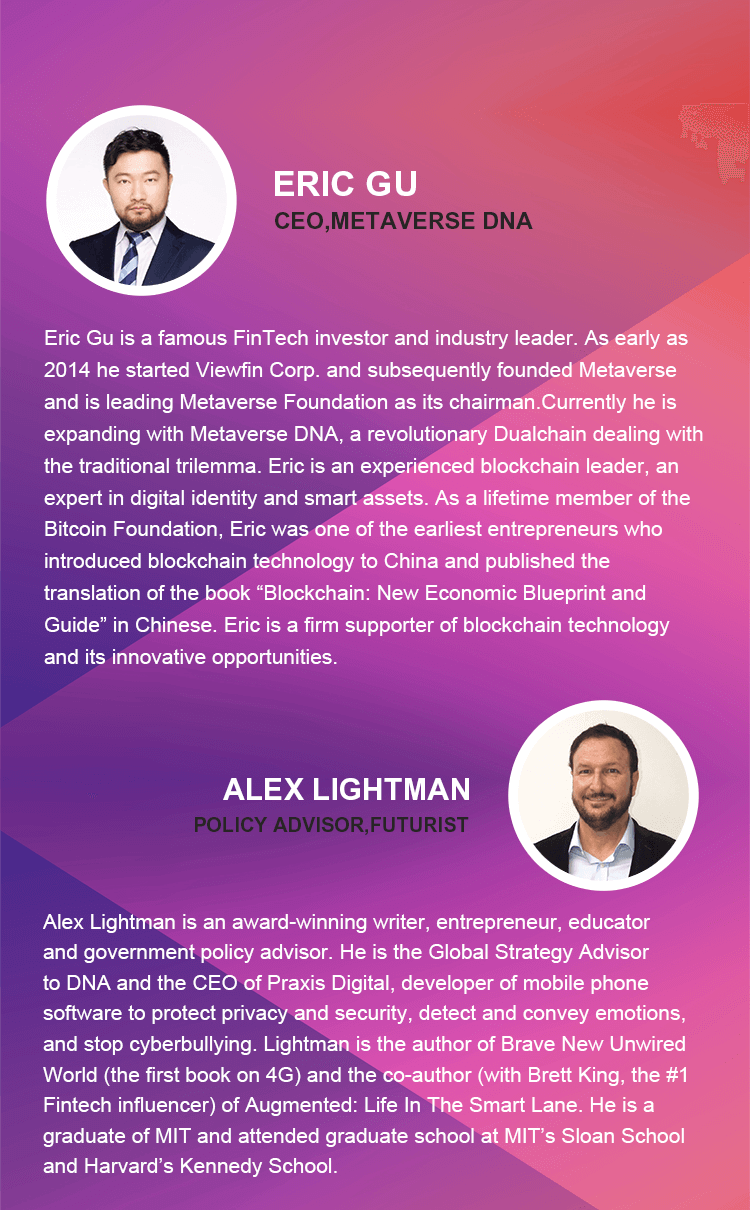 ERIC GU
CEO,METAVERSE DNA
Eric Gu is a famous FinTech investor and industry leader. As early as
2014 he started Viewfin Corp. and subsequently founded Metaverse
and is leading Metaverse Foundation as its chairman.Currently he is
expanding with Metaverse DNA, a revolutionary Dualchain dealing with
the traditional trilemma. Eric is an experienced blockchain leader, an
expert in digital identity and smart assets. As a lifetime member of the
Bitcoin Foundation, Eric was one of the earliest entrepreneurs who
introduced blockchain technology to China and published the
translation of the book “Blockchain: New Economic Blueprint and
Guide” in Chinese. Eric is a firm supporter of blockchain technology
and its innovative opportunities.
ALEX LIGHTMAN
POLICY ADVISOR,FUTURIST
Alex Lightman is an award-winning writer, entrepreneur, educator
and government policy advisor. He is the Global Strategy Advisor
to DNA and the CEO of Praxis Digital, developer of mobile phone
software to protect privacy and security, detect and convey emotions,
and stop cyberbullying. Lightman is the author of Brave New Unwired
World (the first book on 4G) and the co-author (with Brett King, the #1
Fintech influencer) of Augmented: Life In The Smart Lane. He is a
graduate of MIT and attended graduate school at MIT’s Sloan School
and Harvard’s Kennedy School.